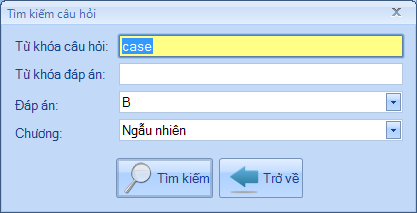 Tìm kiếm câu hỏi
Từ khóa câu hỏi: case
Từ khóa đáp án:
Đáp án: B
Chương: Ngẫu nhiên
Tìm kiếm Trở về